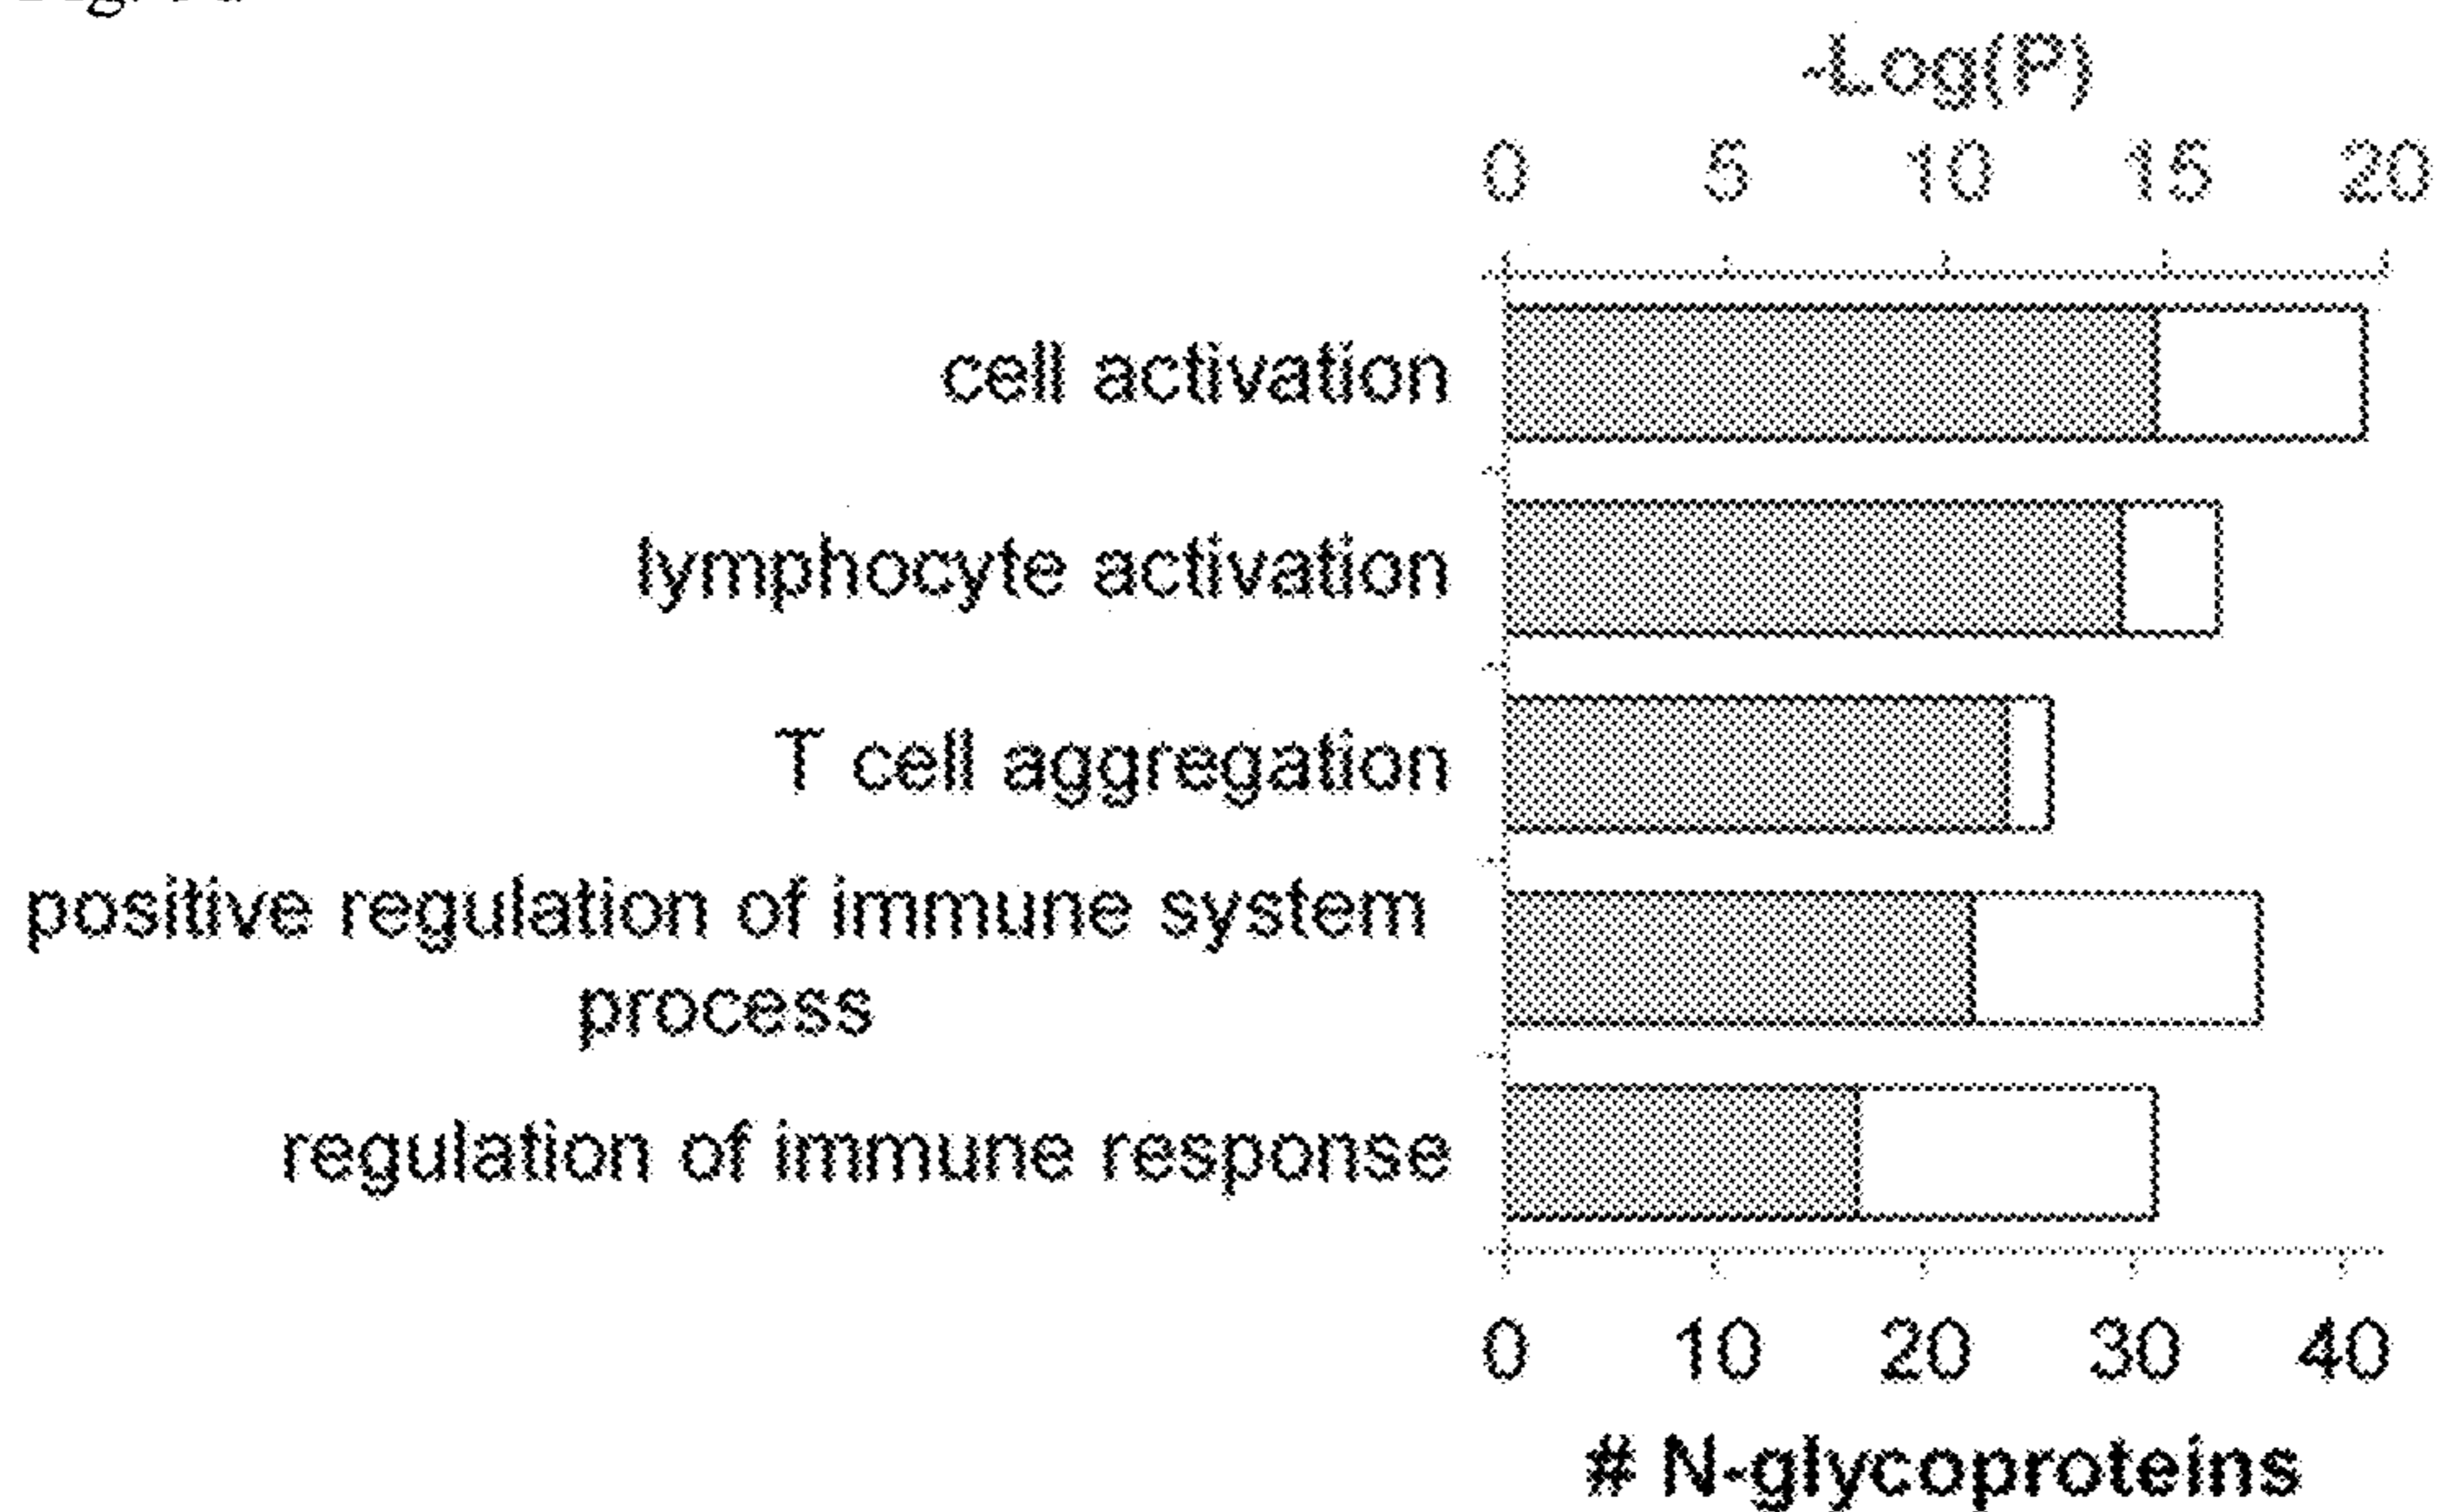 -Log(P)
0 5 10 15 20
cell activation
lymphocyte activation
T cell aggregation
positive regulation of immune system
process
regulation of immune response
0 10 20 30 40
# N-glycoproteins